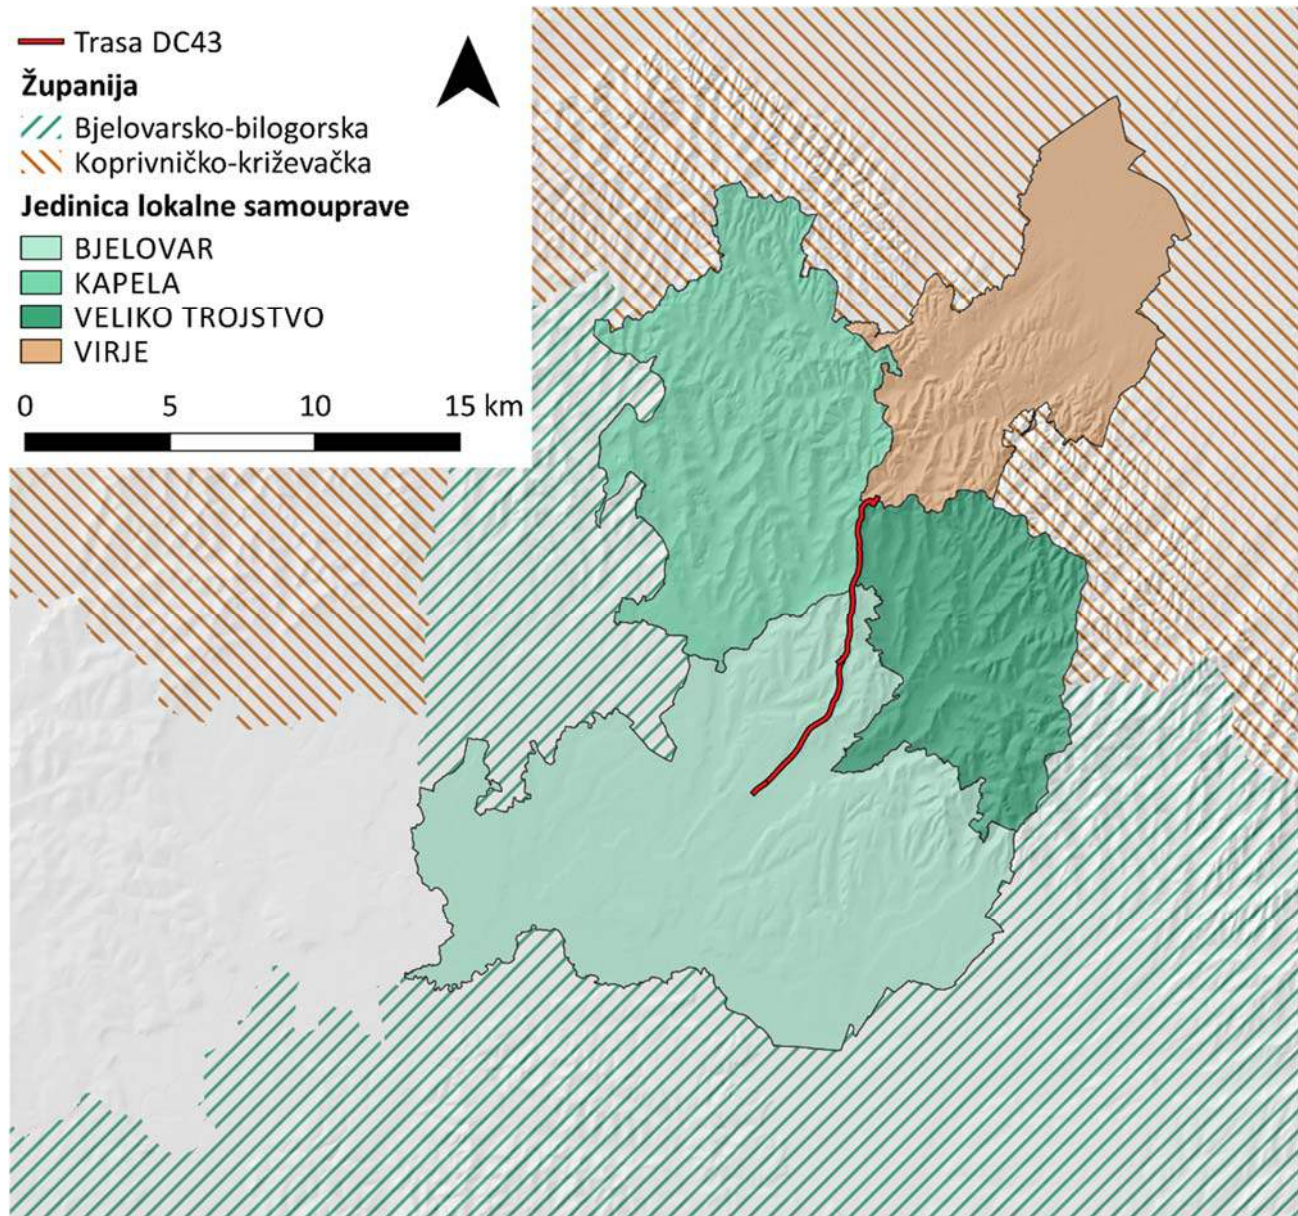 Trasa DC43
Županija
Bjelovarsko-bilogorska
Koprivničko-križevačka
Jedinica lokalne samouprave
BJELOVAR
KAPELA
VELIKO TROJSTVO
VIRJE
0 5 10 15 km